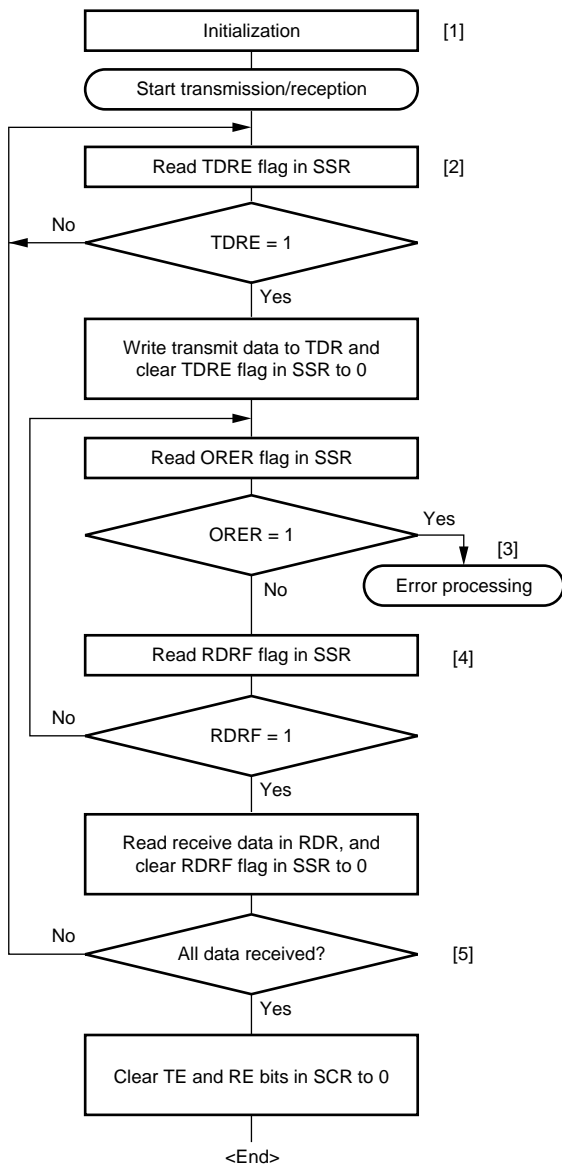 Initialization
[1]
Start transmission/reception
Read TDRE flag in SSR
[2]
No
TDRE = 1
Yes
Write transmit data to TDR and
clear TDRE flag in SSR to 0
Read ORER flag in SSR
Yes
ORER = 1
[3]
No
Error processing
Read RDRF flag in SSR
[4]
No
RDRF = 1
Yes
Read receive data in RDR, and
clear RDRF flag in SSR to 0
No
All data received?
[5]
Yes
Clear TE and RE bits in SCR to 0
<End>